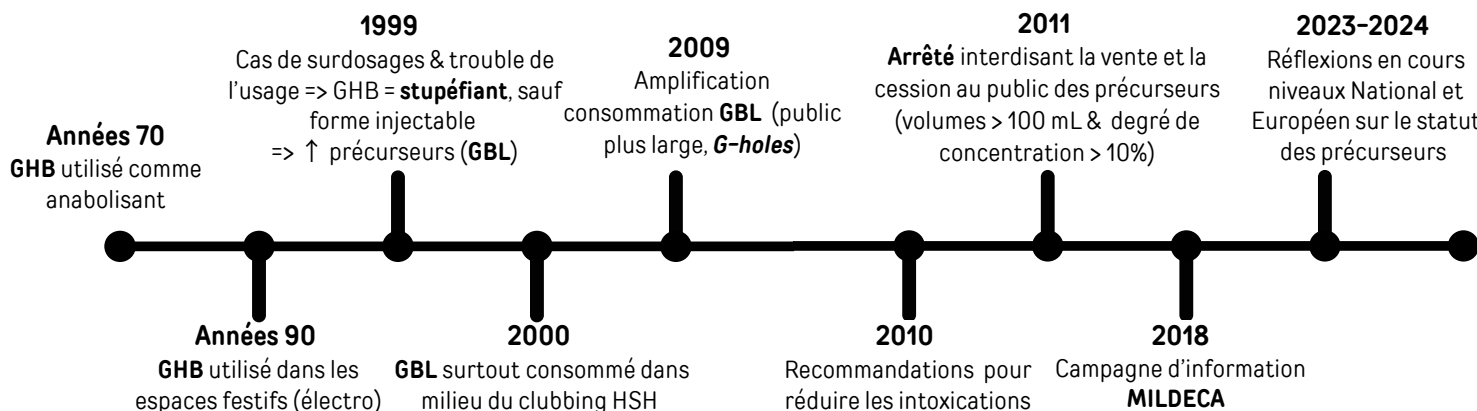 Années 70
GHB utilisé comme
anabolisant
Années 90
GHB utilisé dans les
espaces festifs (électro)
1999
Cas de surdosages & trouble de
l'usage => GHB = stupéfiant, sauf
forme injectable
=> ↑ précurseurs (GBL)
2000
GBL surtout consommé dans
milieu du clubbing HSH
2009
Amplification
consommation GBL (public
plus large, G-holes)
2010
Recommandations pour
réduire les intoxications
2011
Arrêté interdisant la vente et la
cession au public des précurseurs
(volumes > 100 mL & degré de
concentration > 10%)
2018
Campagne d'information
MILDECA
2023-2024
Réflexions en cours
niveaux National et
Européen sur le statut
des précurseurs